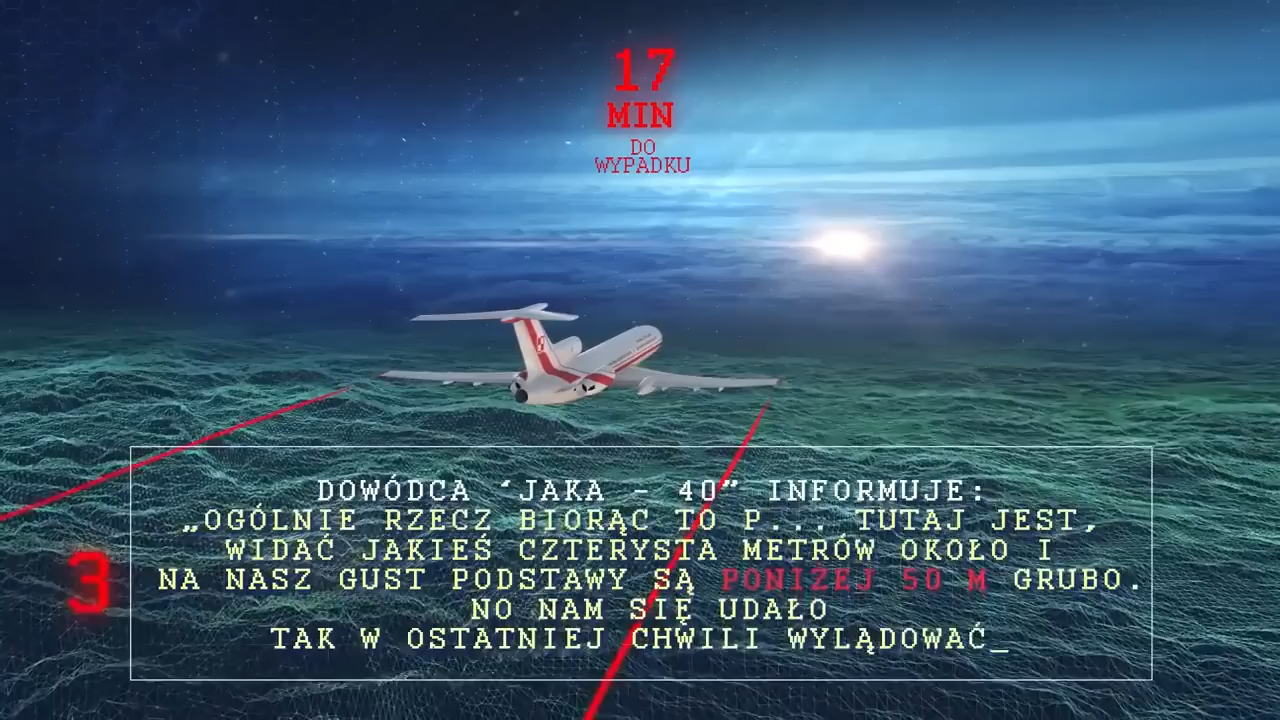 17
MIN
DO
WYPADKU
DOWÓDCA ‘JAKA - 40” INFORMUJE:
„OGÓLNIE RZECZ BIORĄC TO P... TUTAJ JEST,
WIDAĆ JAKIEŚ CZTERYSTA METRÓW OKOŁO I
NA NASZ GUST PODSTAWY SĄ PONIŻEJ 50 M GRUBO.
NO NAM SIĘ UDAŁO
TAK W OSTATNIEJ CHWILI WYLĄDOWAĆ_
3